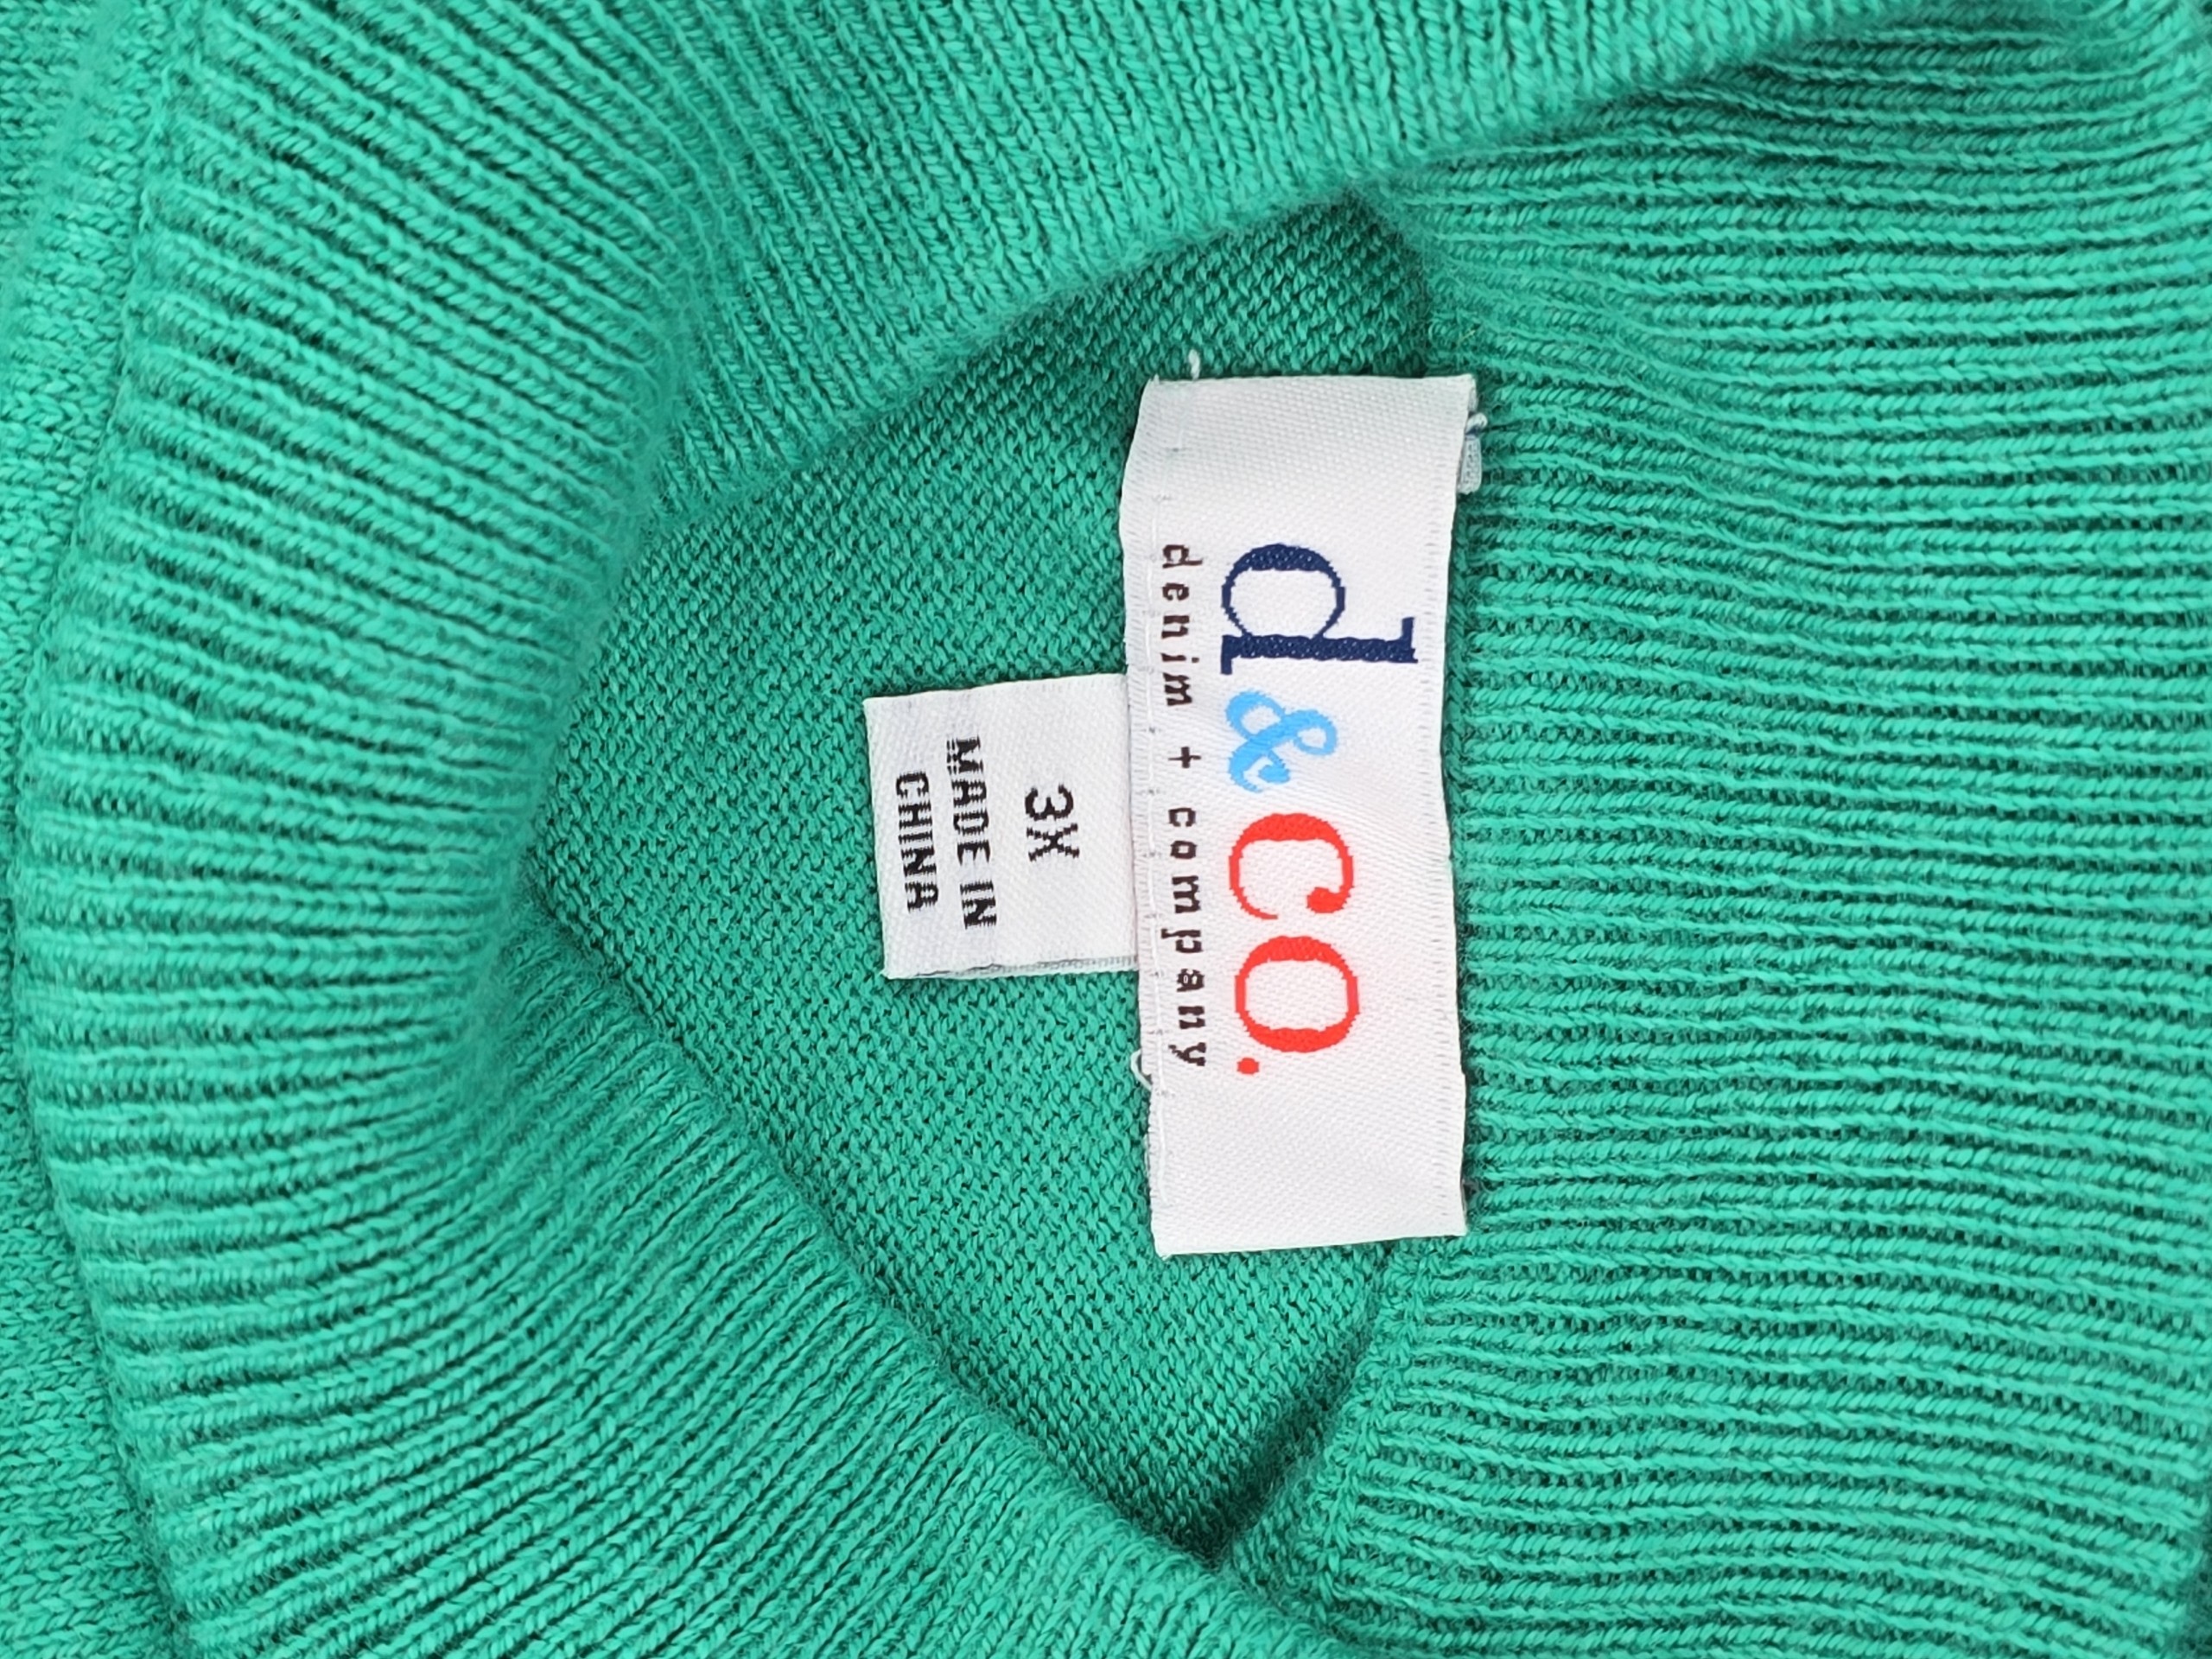 d&co.
denim + company
3X
MADE IN
CHINA